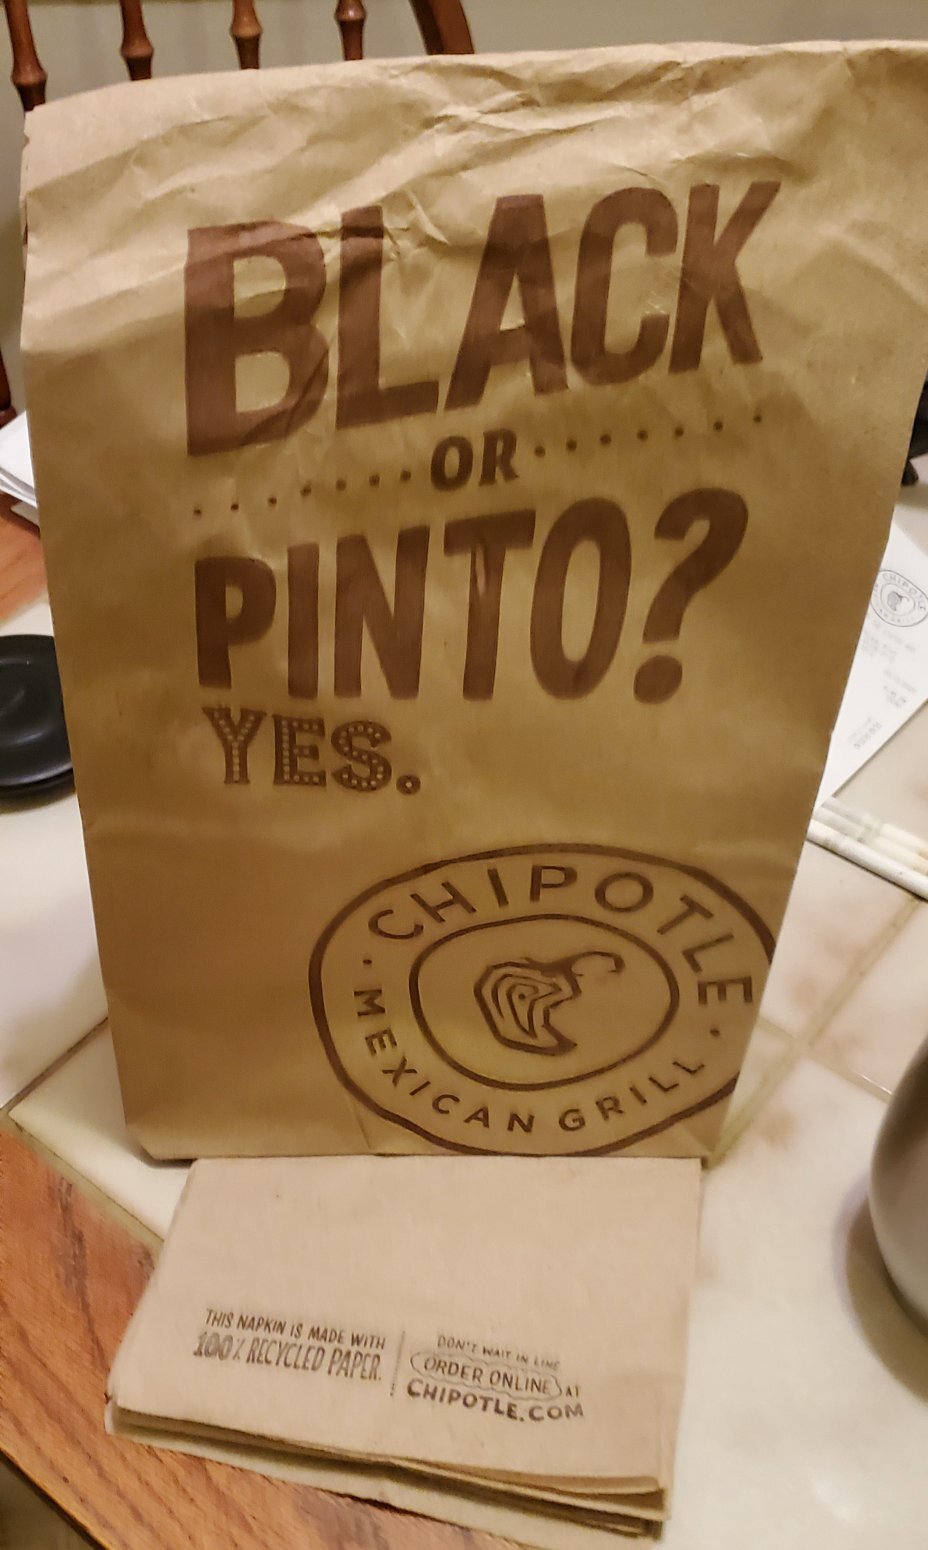 BLACK
OR
PINTO?
YES.
CHIPOTLE
MEXICAN GRILL
THIS NAPKIN IS MADE WITH
100% RECYCLED PAPER.
DON'T WAIT IN LINE
ORDER ONLINE AT
CHIPOTLE.COM
CHIPOTLE